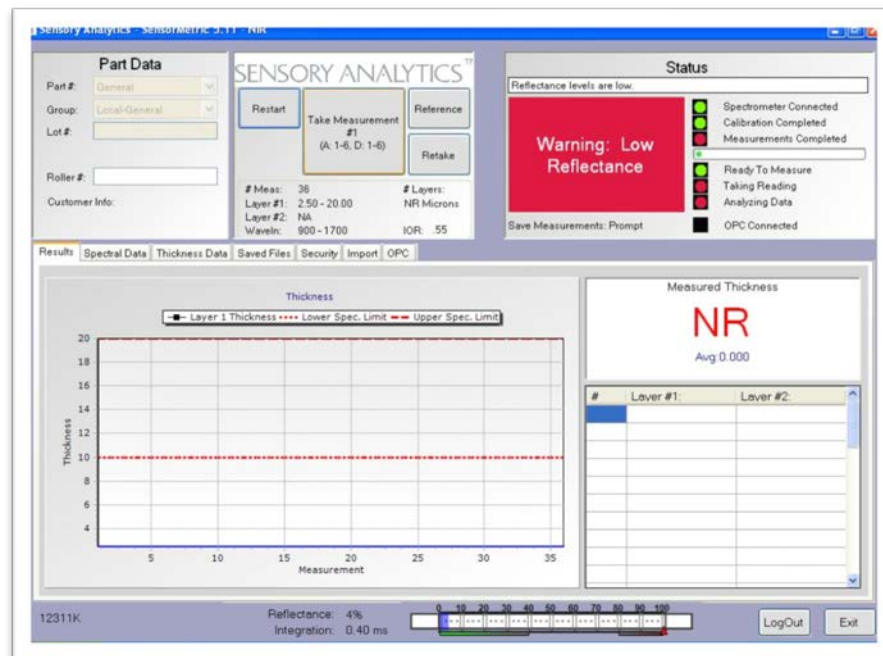 Sensory Analytics - SensorMetric 5.11 - NIR
Part Data
Part #: General
Group: Local-General
Lot #:
Roller #:
Customer Info:
SENSORY ANALYTICS TM
Restart
Take Measurement
#1
(A: 1-6, D: 1-6)
Reference
Retake
# Meas: 36 # Layers:
Layer #1: 2.50 - 20.00 NR Microns
Layer #2: NA
Waveln: 900 - 1700 IOR: .55
Status
Reflectance levels are low.
Warning: Low
Reflectance
Spectrometer Connected
Calibration Completed
Measurements Completed
Ready To Measure
Taking Reading
Analyzing Data
Save Measurements: Prompt
OPC Connected
Results Spectral Data Thickness Data Saved Files Security Import OPC
Thickness
Layer 1 Thickness Lower Spec. Limit Upper Spec. Limit
20
18
16
14
12
10
8
6
4
Thickness
5 10 15 20 25 30 35
Measurement
Measured Thickness
NR
Avg:0.000
# Layer #1: Layer #2:
12311K
Reflectance: 4%
Integration: 0.40 ms
0 10 20 30 40 50 60 70 80 90 100
LogOut
Exit